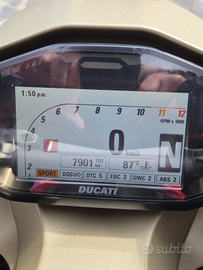 1:50 p.m.
5 6 7 8 9 10 11 12
RPM x 1000
4
3
0
km/h
N
2
7901 TOT km
87°C
SPORT DQS DTC 5 EBC 2 DWC 2 ABS 2
DUCATI
subito